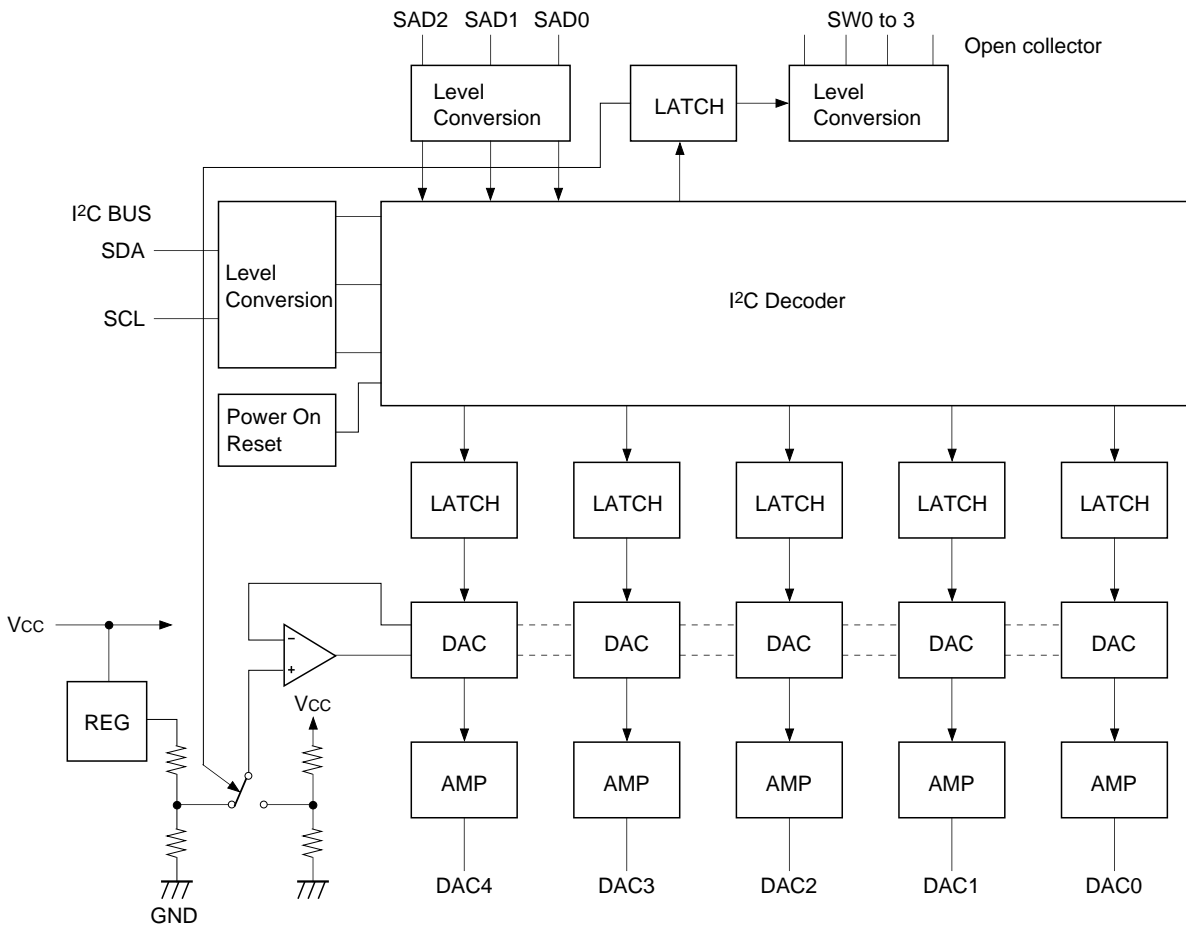 SAD2 SAD1 SAD0
SW0 to 3
Open collector
Level
Conversion
LATCH
Level
Conversion
I²C BUS
SDA
SCL
Level
Conversion
I²C Decoder
Power On
Reset
LATCH
LATCH
LATCH
LATCH
LATCH
VCC
REG
GND
VCC
−
+
DAC
DAC
DAC
DAC
DAC
AMP
AMP
AMP
AMP
AMP
DAC4
DAC3
DAC2
DAC1
DAC0